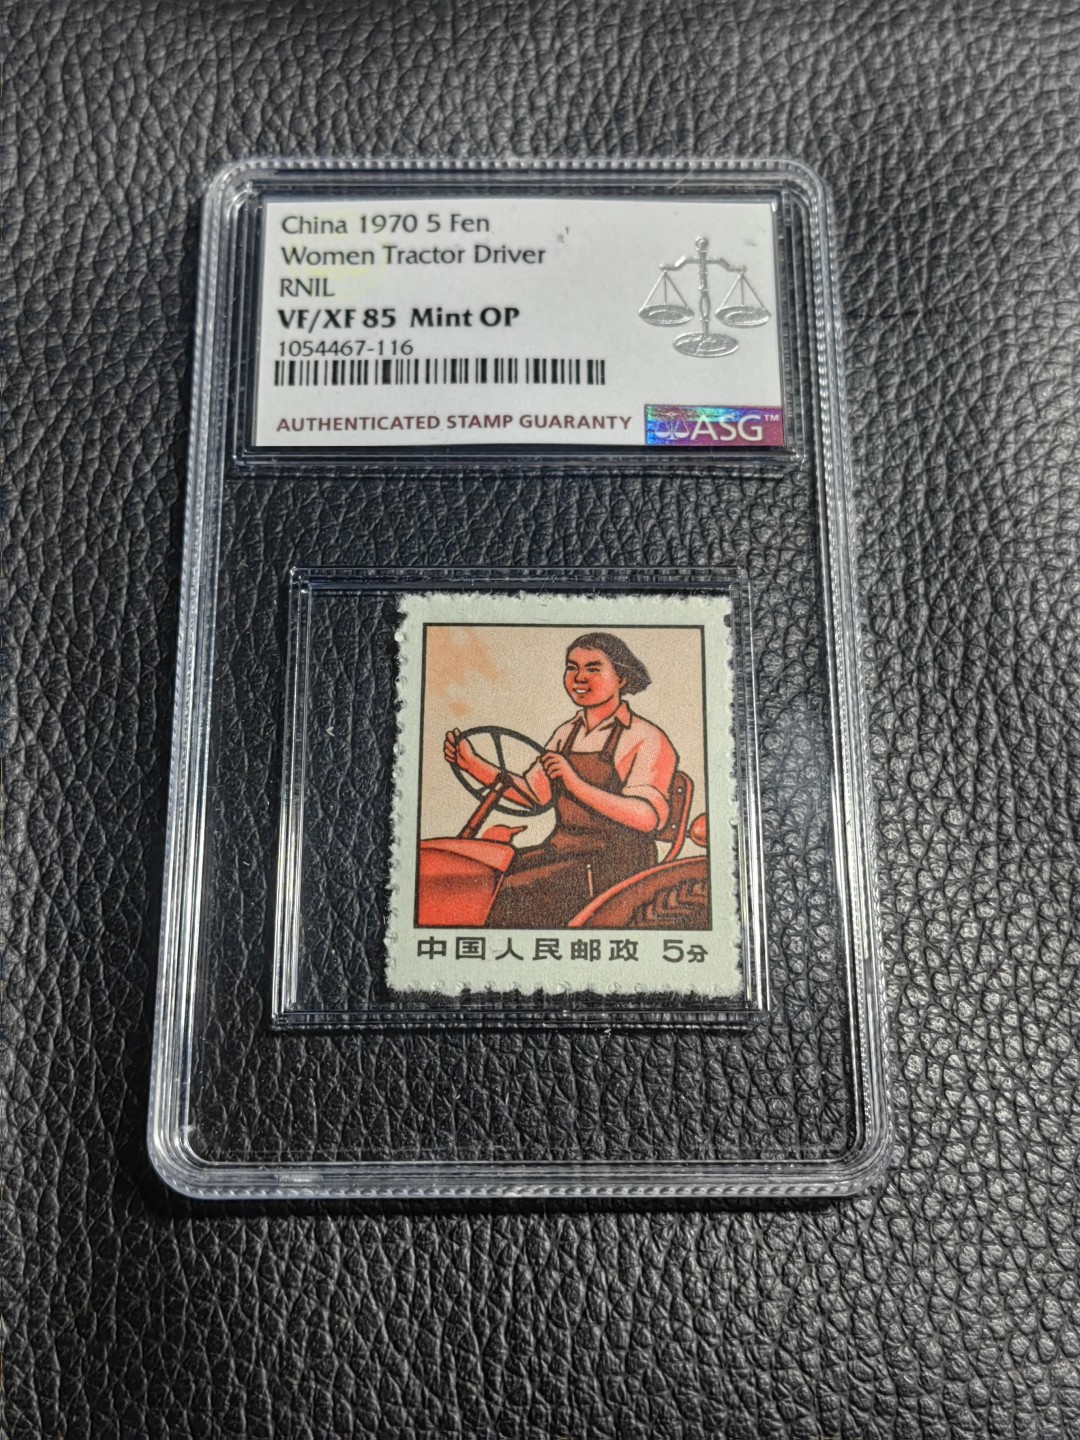 China 1970 5 Fen
Women Tractor Driver
RNIL
VF/XF 85 Mint OP
1054467-116
AUTHENTICATED STAMP GUARANTY
ASG™
中国人民邮政 5分